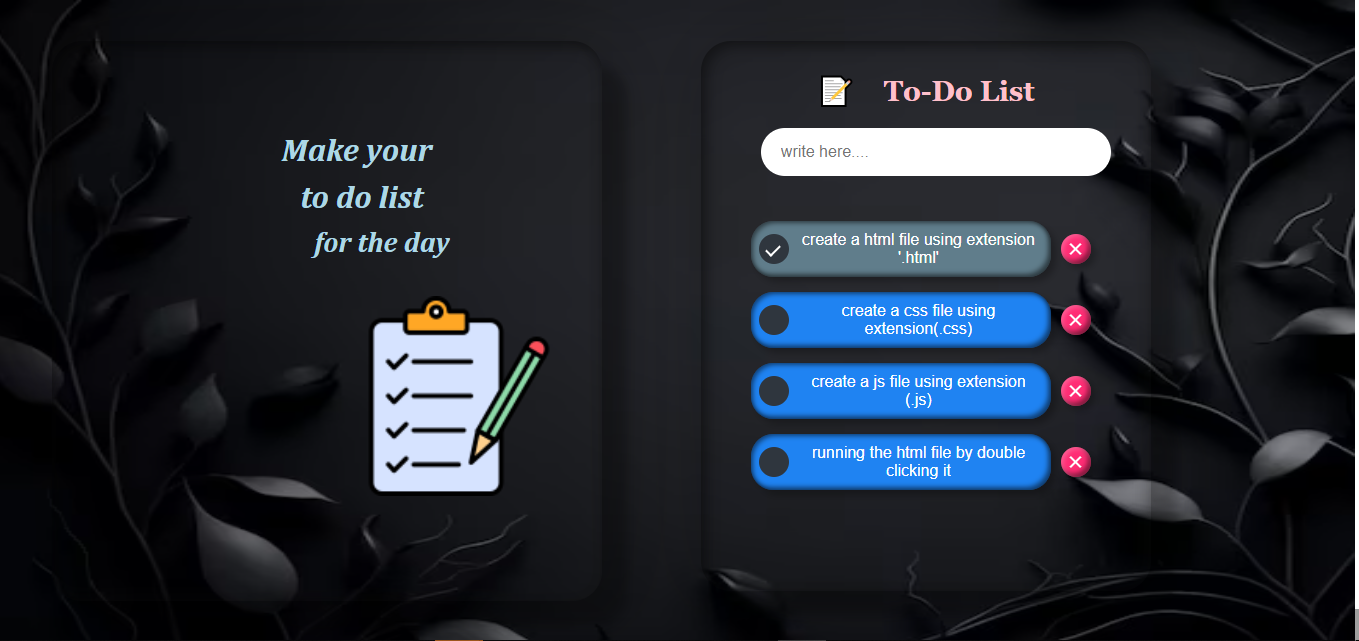 Make your
to do list
for the day
To-Do List
write here....
create a html file using extension
'.html'
create a css file using
extension(.css)
create a js file using extension
(.js)
running the html file by double
clicking it